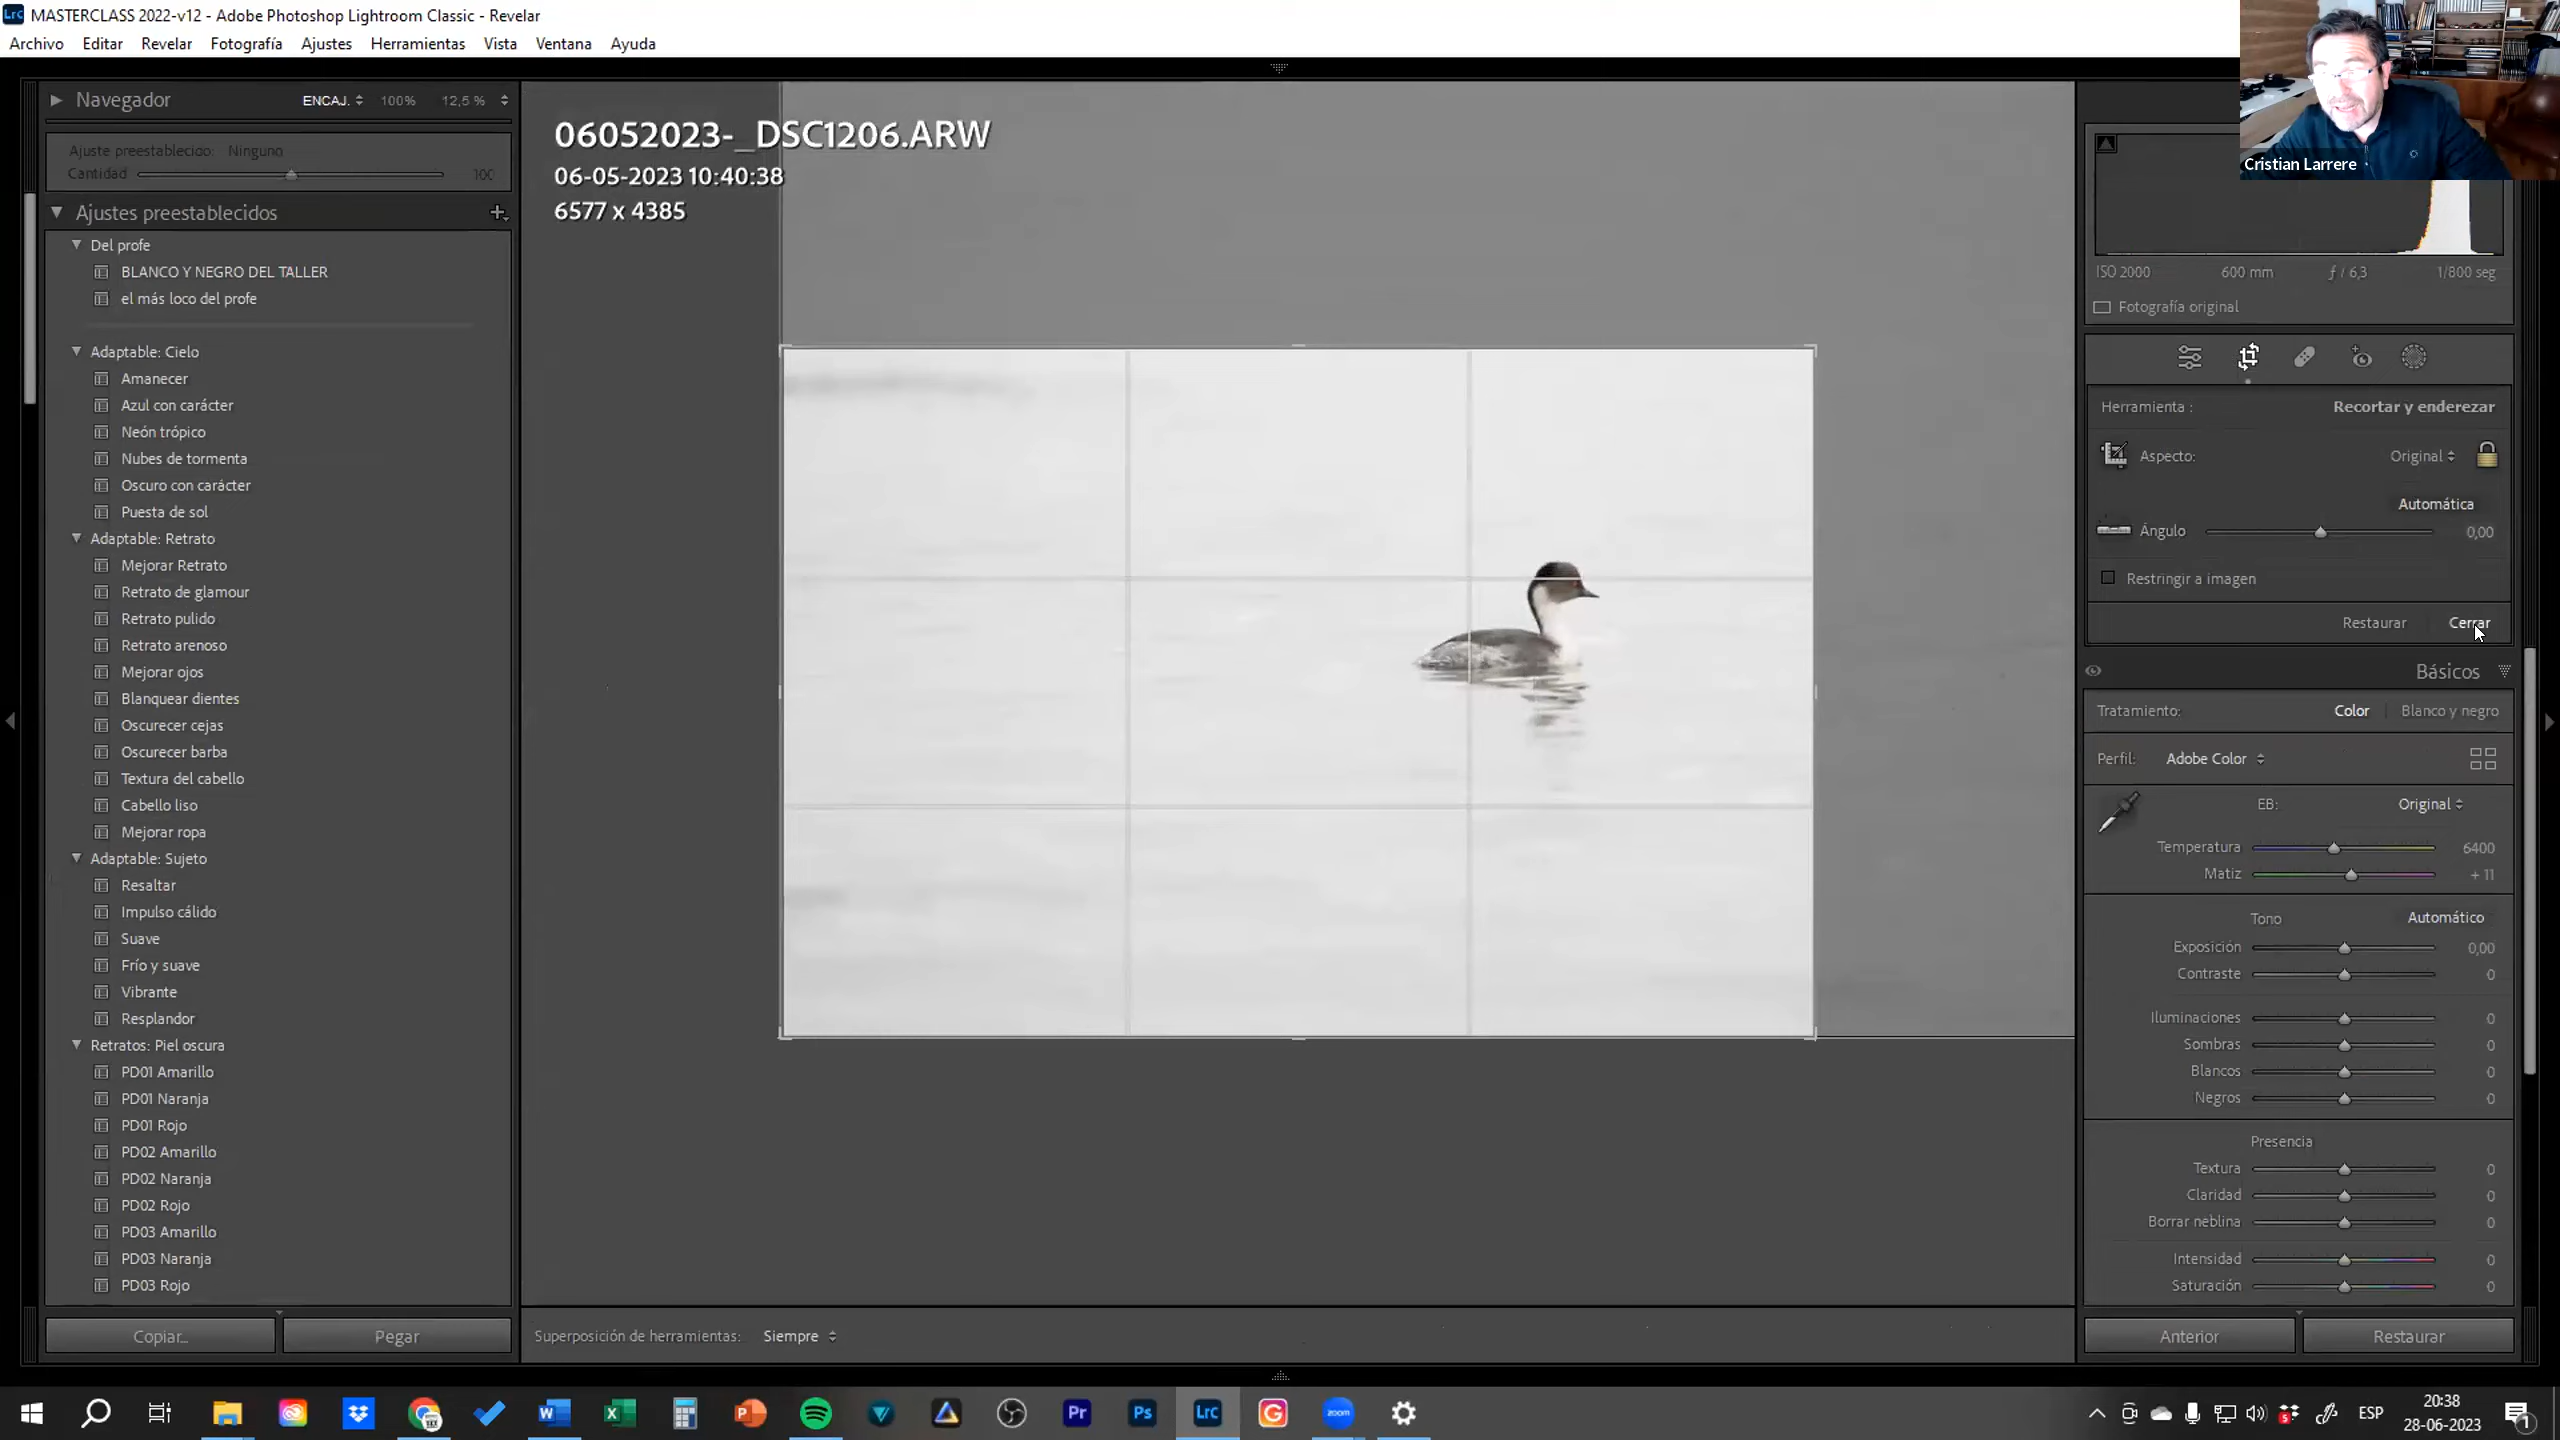 MASTERCLASS 2022-v12 - Adobe Photoshop Lightroom Classic - Revelar
Archivo Editar Revelar Fotografía Ajustes Herramientas Vista Ventana Ayuda
Cristian Larrere
Navegador ENCAJ. 100% 12,5 %
Ajuste preestablecido: Ninguno
Cantidad 100
Ajustes preestablecidos
Del profe
BLANCO Y NEGRO DEL TALLER
el más loco del profe
Adaptable: Cielo
Amanecer
Azul con carácter
Neón trópico
Nubes de tormenta
Oscuro con carácter
Puesta de sol
Adaptable: Retrato
Mejorar Retrato
Retrato de glamour
Retrato pulido
Retrato arenoso
Mejorar ojos
Blanquear dientes
Oscurecer cejas
Oscurecer barba
Textura del cabello
Cabello liso
Mejorar ropa
Adaptable: Sujeto
Resaltar
Impulso cálido
Suave
Frío y suave
Vibrante
Resplandor
Retratos: Piel oscura
PD01 Amarillo
PD01 Naranja
PD01 Rojo
PD02 Amarillo
PD02 Naranja
PD02 Rojo
PD03 Amarillo
PD03 Naranja
PD03 Rojo
Copiar... Pegar
06052023-_DSC1206.ARW
06-05-2023 10:40:38
6577 x 4385
Superposición de herramientas: Siempre
ISO 2000 600 mm ƒ / 6,3 1/800 seg
Fotografía original
Herramienta : Recortar y enderezar
Aspecto: Original
Automática
Ángulo 0,00
Restringir a imagen
Restaurar Cerrar
Básicos
Tratamiento: Color Blanco y negro
Perfil: Adobe Color
EB: Original
Temperatura 6400
Matiz + 11
Tono Automático
Exposición 0,00
Contraste 0
Iluminaciones 0
Sombras 0
Blancos 0
Negros 0
Presencia
Textura 0
Claridad 0
Borrar neblina 0
Intensidad 0
Saturación 0
Anterior Restaurar
Pr Ps LrC zoom
ESP
20:38
28-06-2023